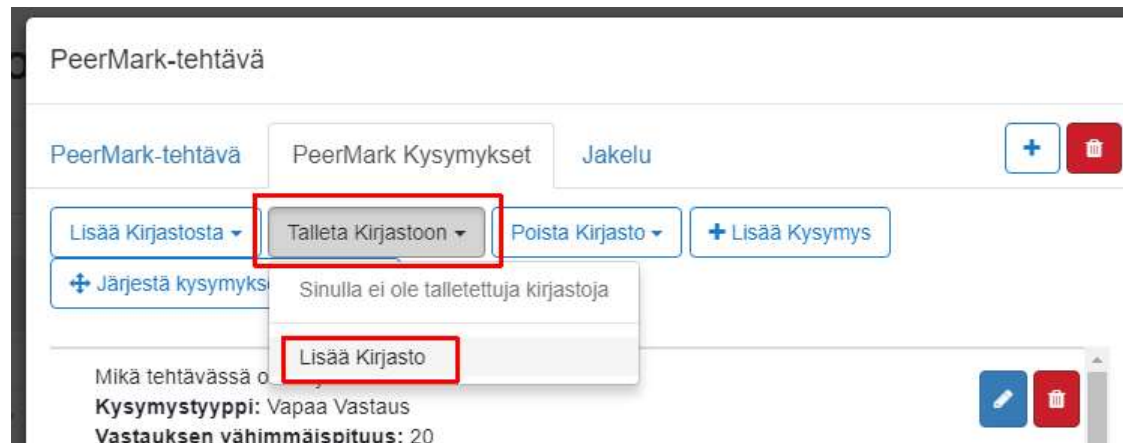 PeerMark-tehtävä
PeerMark-tehtävä PeerMark Kysymykset Jakelu
Lisää Kirjastosta Talleta Kirjastoon Poista Kirjasto Lisää Kysymys
Järjestä
Sinulla ei ole talletettuja kirjastoja
Lisää Kirjasto
Mikä tehtävässä
Kysymystyyppi: Vapaa Vastaus
Vastauksen vähimmäispituus: 20